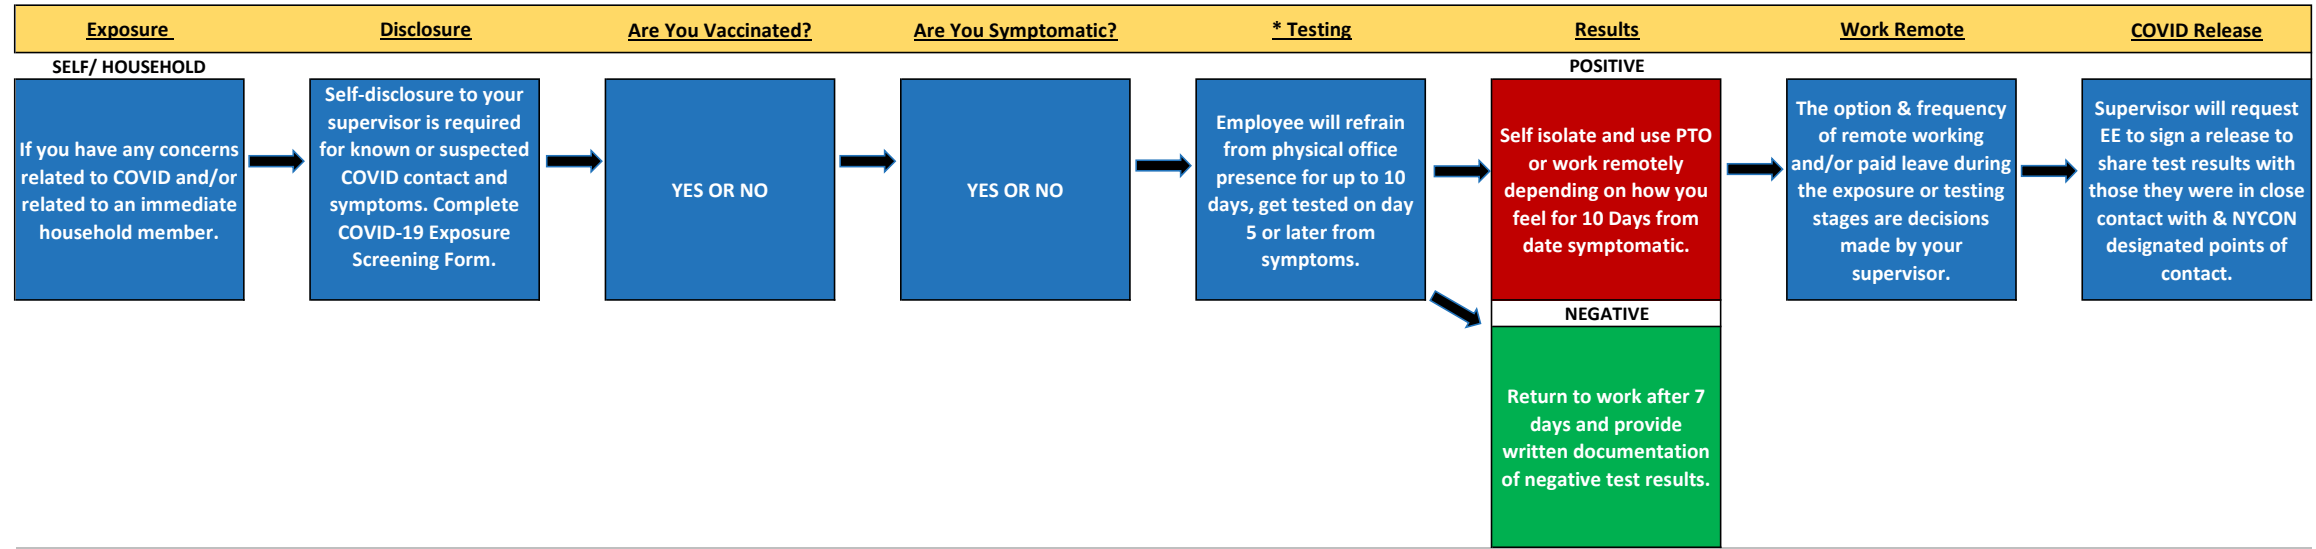 Exposure
Disclosure
Are You Vaccinated?
Are You Symptomatic?
* Testing
Results
Work Remote
COVID Release
SELF/ HOUSEHOLD
POSITIVE
If you have any concerns
related to COVID and/or
related to an immediate
household member.
Self-disclosure to your
supervisor is required
for known or suspected
COVID contact and
symptoms. Complete
COVID-19 Exposure
Screening Form.
YES OR NO
YES OR NO
Employee will refrain
from physical office
presence for up to 10
days, get tested on day
5 or later from
symptoms.
Self isolate and use PTO
or work remotely
depending on how you
feel for 10 Days from
date symptomatic.
The option & frequency
of remote working
and/or paid leave during
the exposure or testing
stages are decisions
made by your
supervisor.
Supervisor will request
EE to sign a release to
share test results with
those they were in close
contact with & NYCON
designated points of
contact.
NEGATIVE
Return to work after 7
days and provide
written documentation
of negative test results.